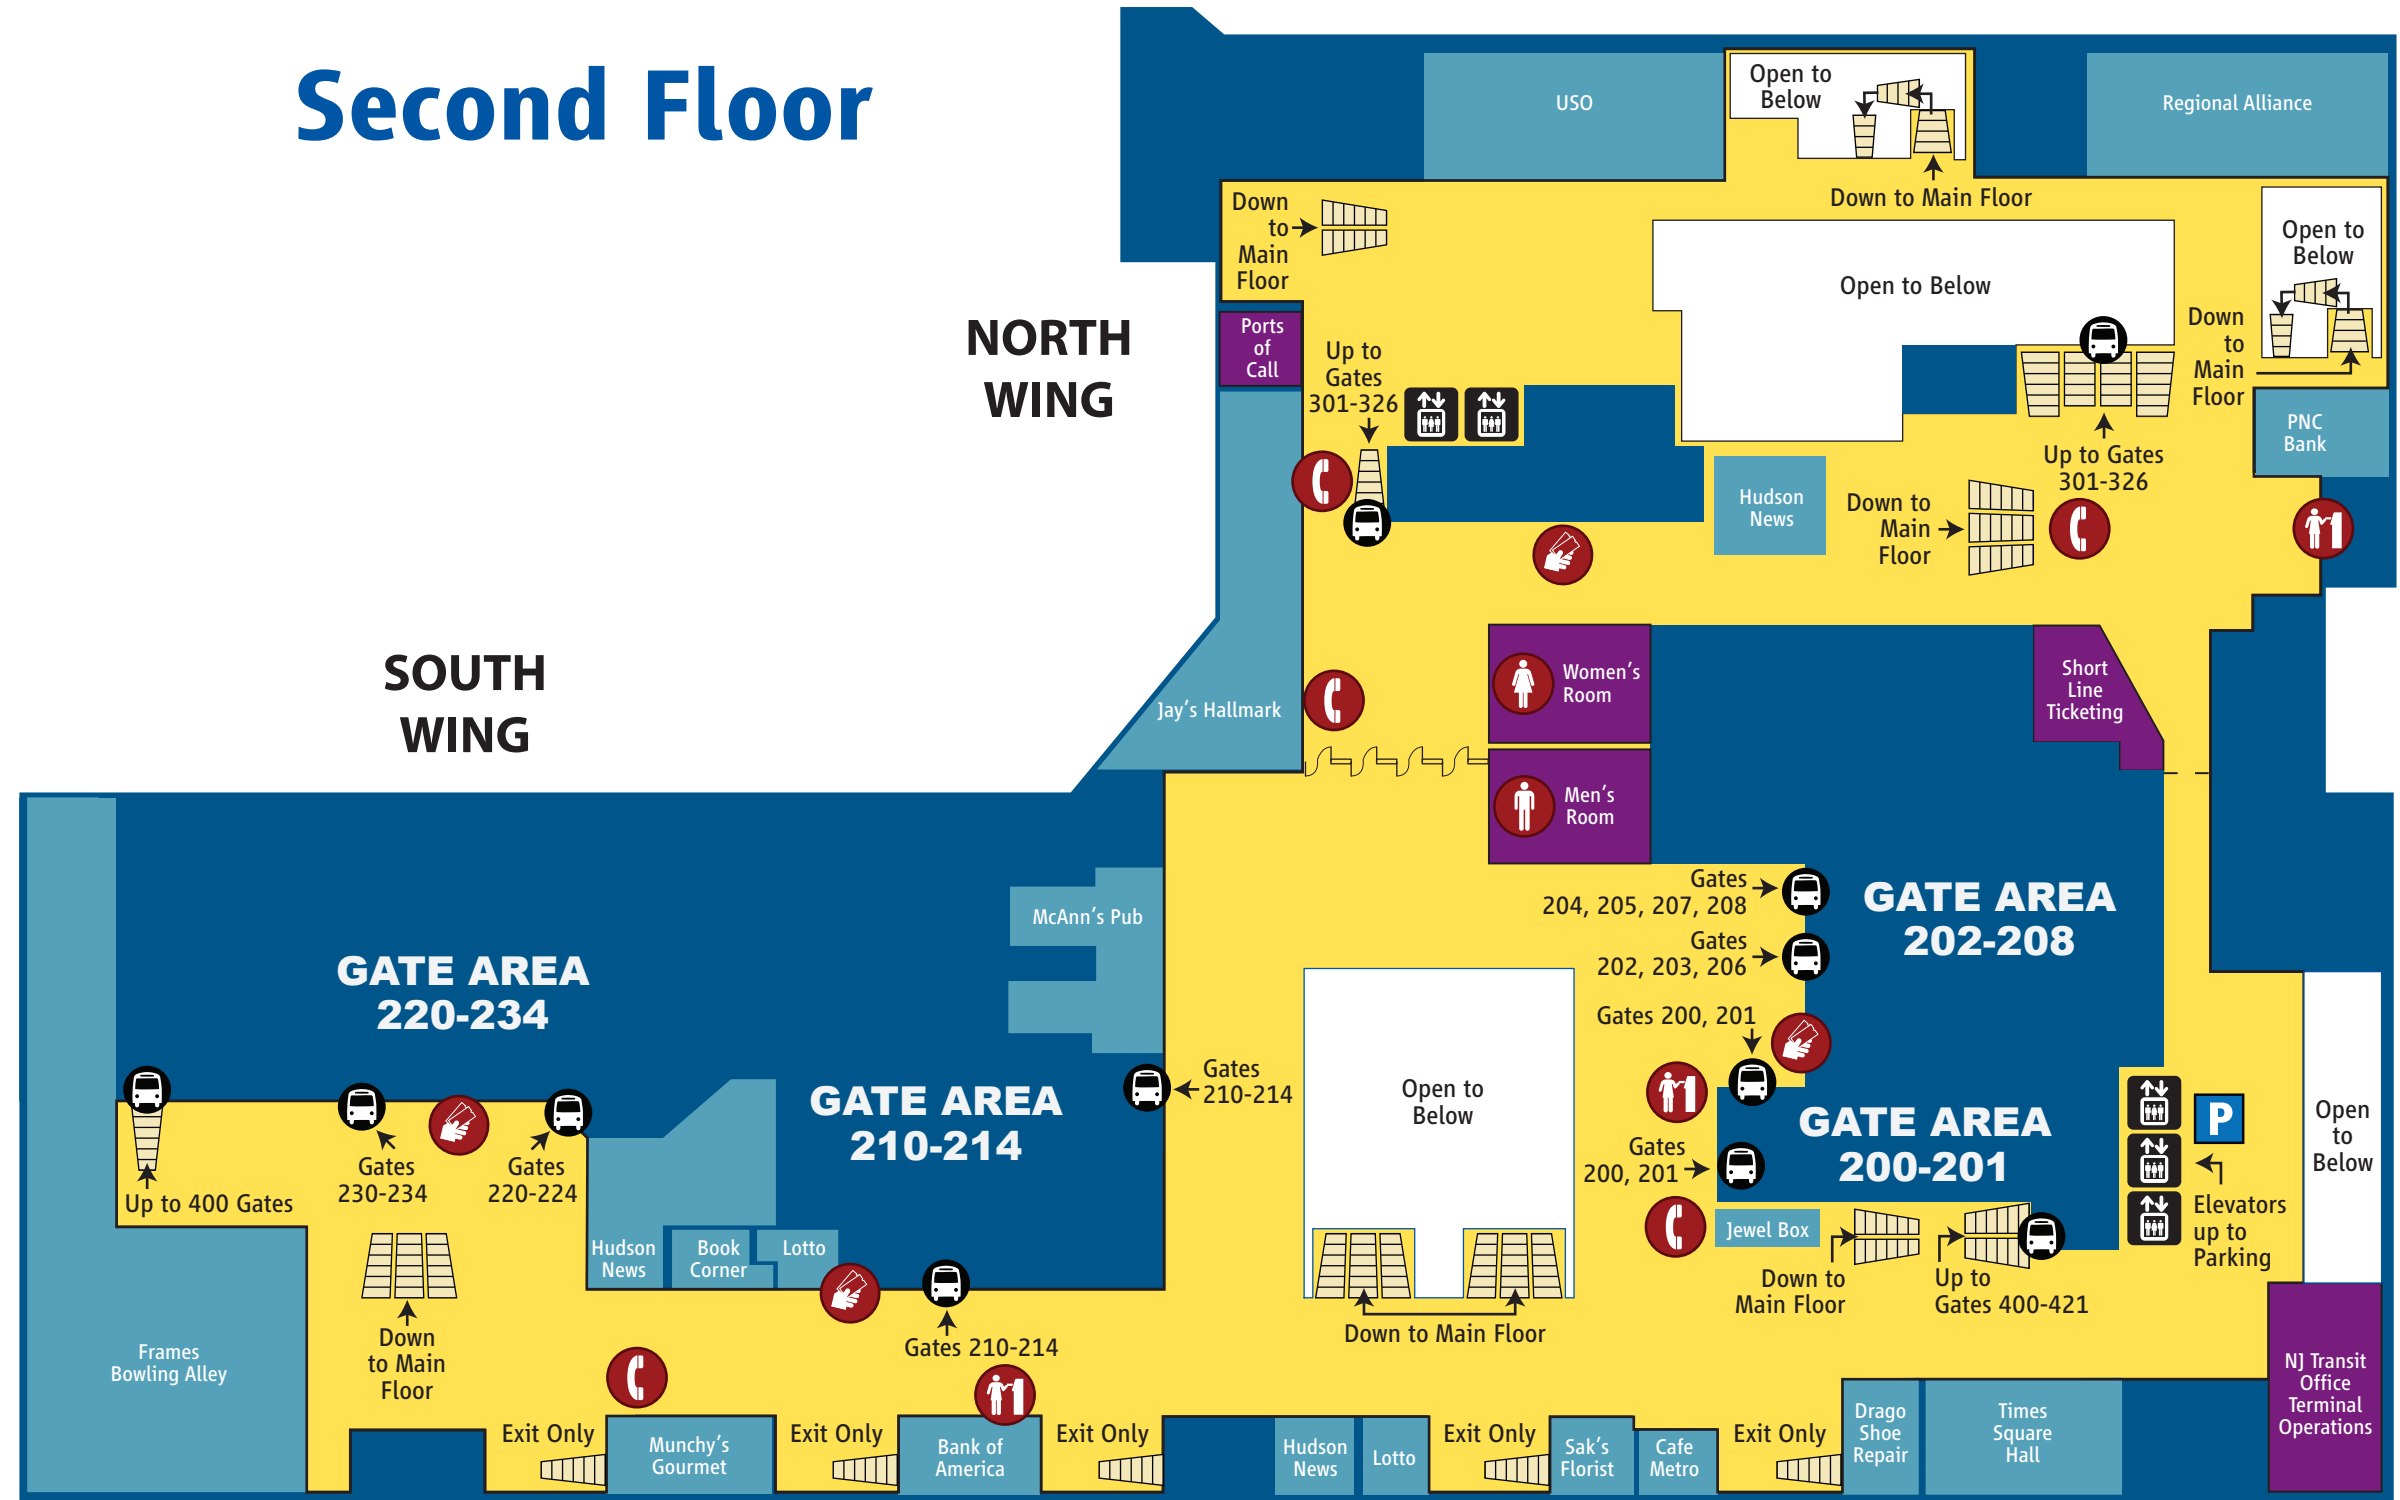 Second Floor
USO
Open to
Below
Regional Alliance
Down to Main Floor
Down
to
Main
Floor
Open to
Below
Open to Below
NORTH
WING
Ports
of
Call
Up to
Gates
301-326
Down
to
Main
Floor
PNC
Bank
Up to Gates
301-326
Hudson
News
Down to
Main
Floor
SOUTH
WING
Jay's Hallmark
Women's
Room
Short
Line
Ticketing
Men's
Room
Gates
204, 205, 207, 208
GATE AREA
202-208
Gates
202, 203, 206
McAnn's Pub
GATE AREA
220-234
Gates 200, 201
Gates
210-214
Open to
Below
GATE AREA
210-214
GATE AREA
200-201
P
Open
to
Below
Gates
200, 201
Gates
230-234
Gates
220-224
Up to 400 Gates
Elevators
up to
Parking
Jewel Box
Hudson
News
Book
Corner
Lotto
Down to
Main Floor
Up to
Gates 400-421
Down
to Main
Floor
Gates 210-214
Down to Main Floor
Frames
Bowling Alley
NJ Transit
Office
Terminal
Operations
Exit Only
Munchy's
Gourmet
Exit Only
Bank of
America
Exit Only
Hudson
News
Lotto
Exit Only
Sak's
Florist
Cafe
Metro
Exit Only
Drago
Shoe
Repair
Times
Square
Hall